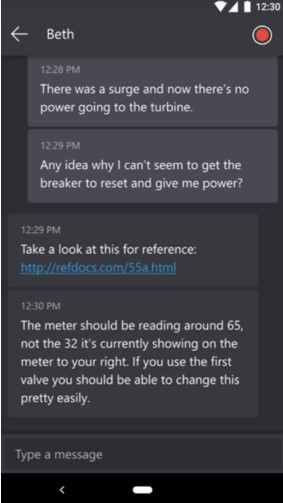 12:30
Beth
12:28 PM
There was a surge and now there's no
power going to the turbine.
12:29 PM
Any idea why I can't seem to get the
breaker to reset and give me power?
12:29 PM
Take a look at this for reference:
http://refdocs.com/55a.html
12:30 PM
The meter should be reading around 65,
not the 32 it's currently showing on the
meter to your right. If you use the first
valve you should be able to change this
pretty easily.
Type a message